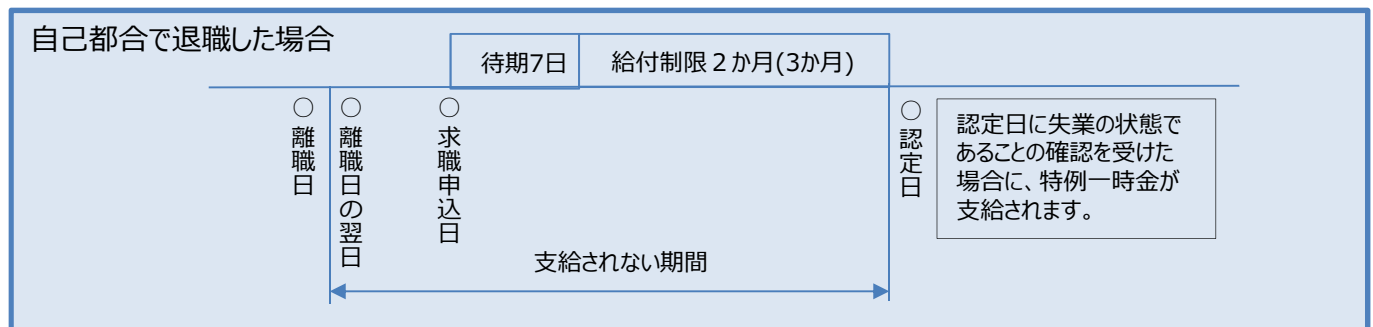 自己都合で退職した場合
待期7日
給付制限２か月(3か月)
○離職日
○離職日の翌日
○求職申込日
○認定日
認定日に失業の状態で
あることの確認を受けた
場合に、特例一時金が
支給されます。
支給されない期間